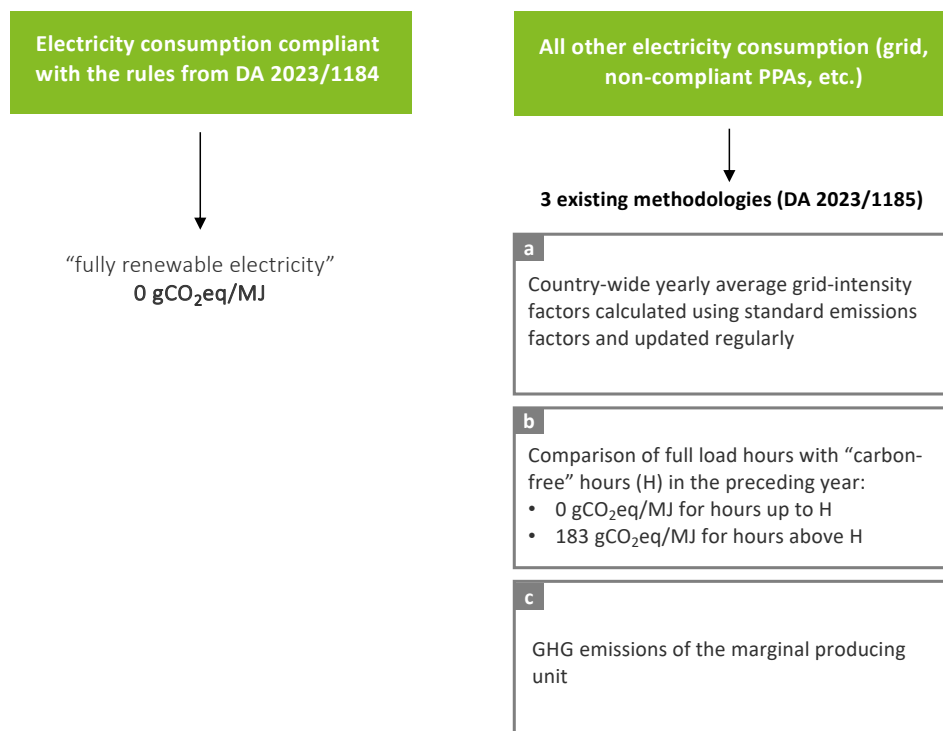 Electricity consumption compliant
with the rules from DA 2023/1184
“fully renewable electricity”
0 gCO₂eq/MJ
All other electricity consumption (grid,
non-compliant PPAs, etc.)
3 existing methodologies (DA 2023/1185)
a
Country-wide yearly average grid-intensity
factors calculated using standard emissions
factors and updated regularly
b
Comparison of full load hours with “carbon-
free” hours (H) in the preceding year:
• 0 gCO₂eq/MJ for hours up to H
• 183 gCO₂eq/MJ for hours above H
c
GHG emissions of the marginal producing
unit